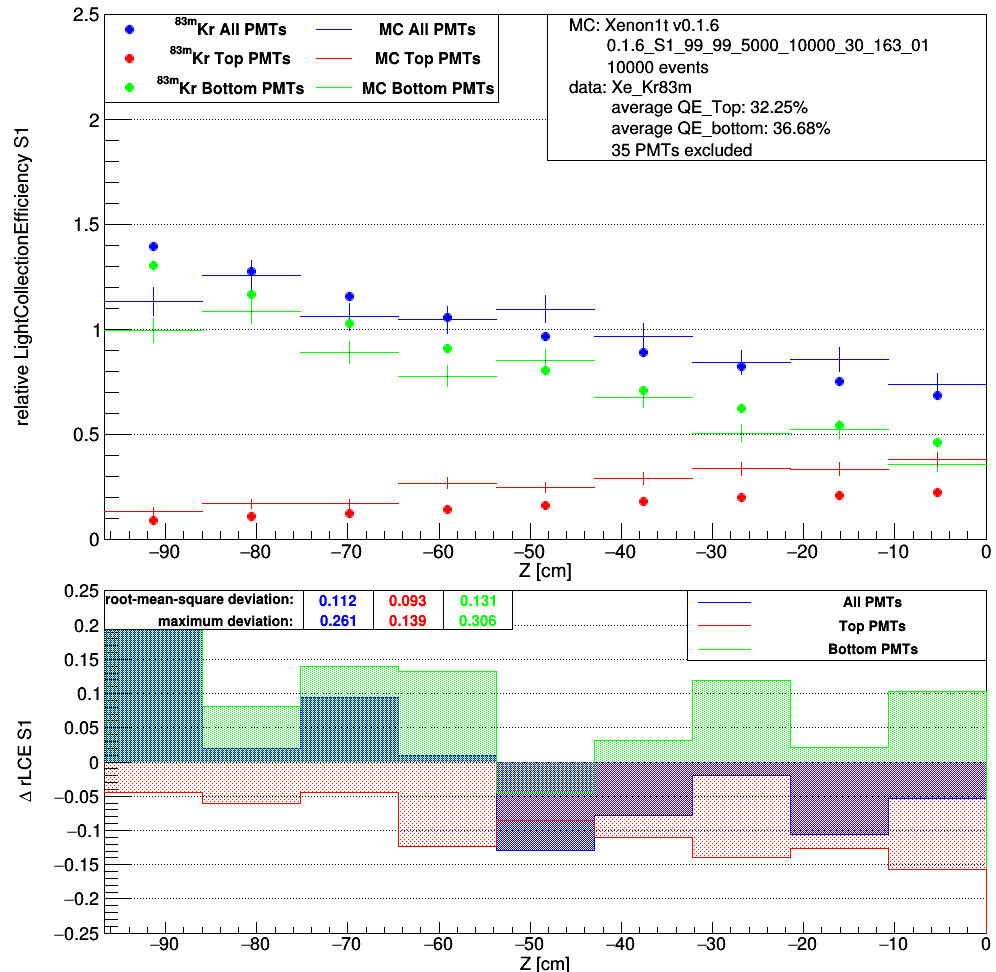 2.5
2
1.5
1
0.5
0
relative LightCollectionEfficiency S1
⁸³ᵐKr All PMTs MC All PMTs
⁸³ᵐKr Top PMTs MC Top PMTs
⁸³ᵐKr Bottom PMTs MC Bottom PMTs
MC: Xenon1t v0.1.6
0.1.6_S1_99_99_5000_10000_30_163_01
10000 events
data: Xe_Kr83m
average QE_Top: 32.25%
average QE_bottom: 36.68%
35 PMTs excluded
−90 −80 −70 −60 −50 −40 −30 −20 −10 0
Z [cm]
0.25
0.2
0.15
0.1
0.05
0
−0.05
−0.1
−0.15
−0.2
−0.25
Δ rLCE S1
root-mean-square deviation: 0.112 0.093 0.131
maximum deviation: 0.261 0.139 0.306
All PMTs
Top PMTs
Bottom PMTs
−90 −80 −70 −60 −50 −40 −30 −20 −10 0
Z [cm]